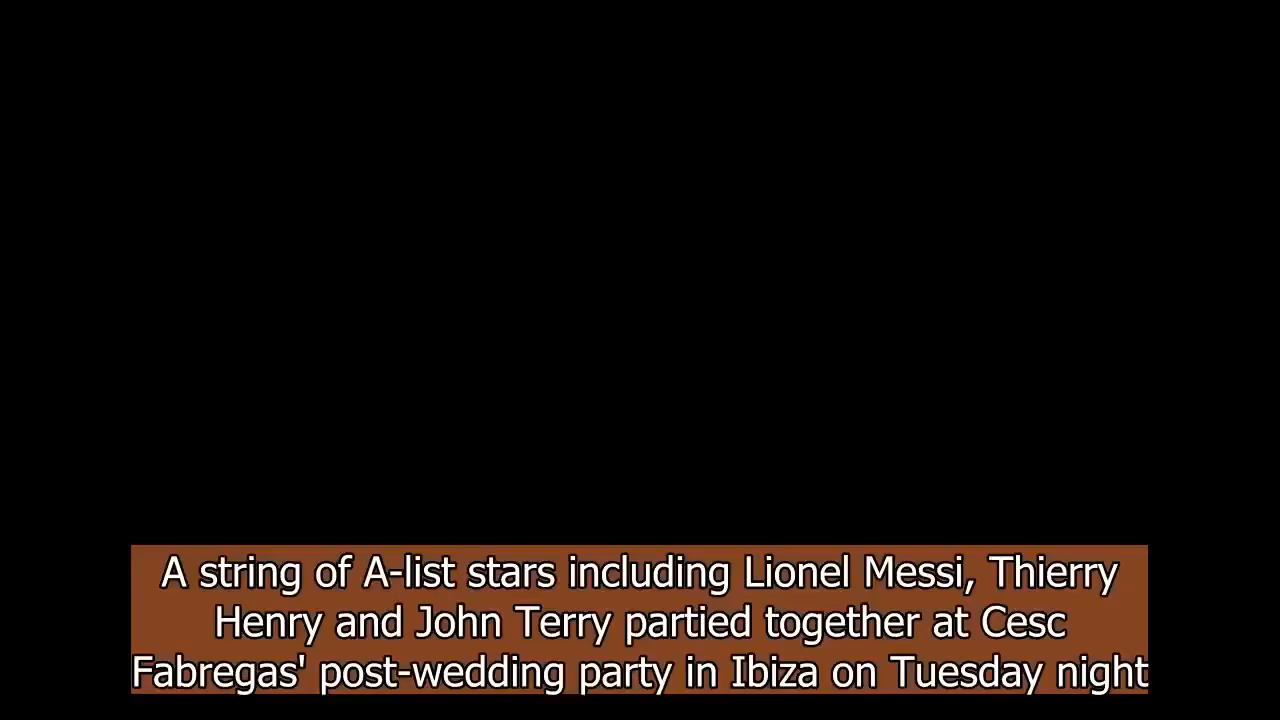 A string of A-list stars including Lionel Messi, Thierry
Henry and John Terry partied together at Cesc
Fabregas' post-wedding party in Ibiza on Tuesday night